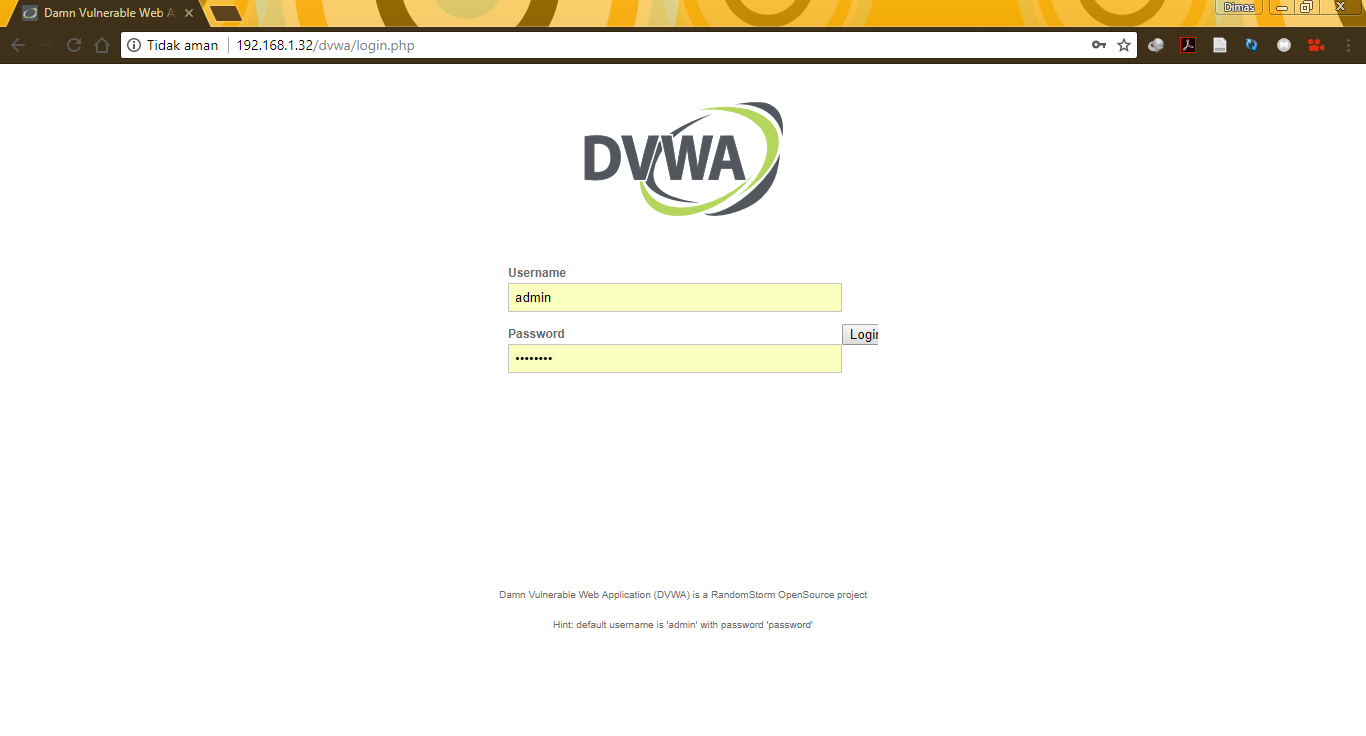 Damn Vulnerable Web A
Dimas
Tidak aman
192.168.1.32/dvwa/login.php
DVWA
Username
admin
Password
Login
••••••••
Damn Vulnerable Web Application (DVWA) is a RandomStorm OpenSource project
Hint: default username is 'admin' with password 'password'